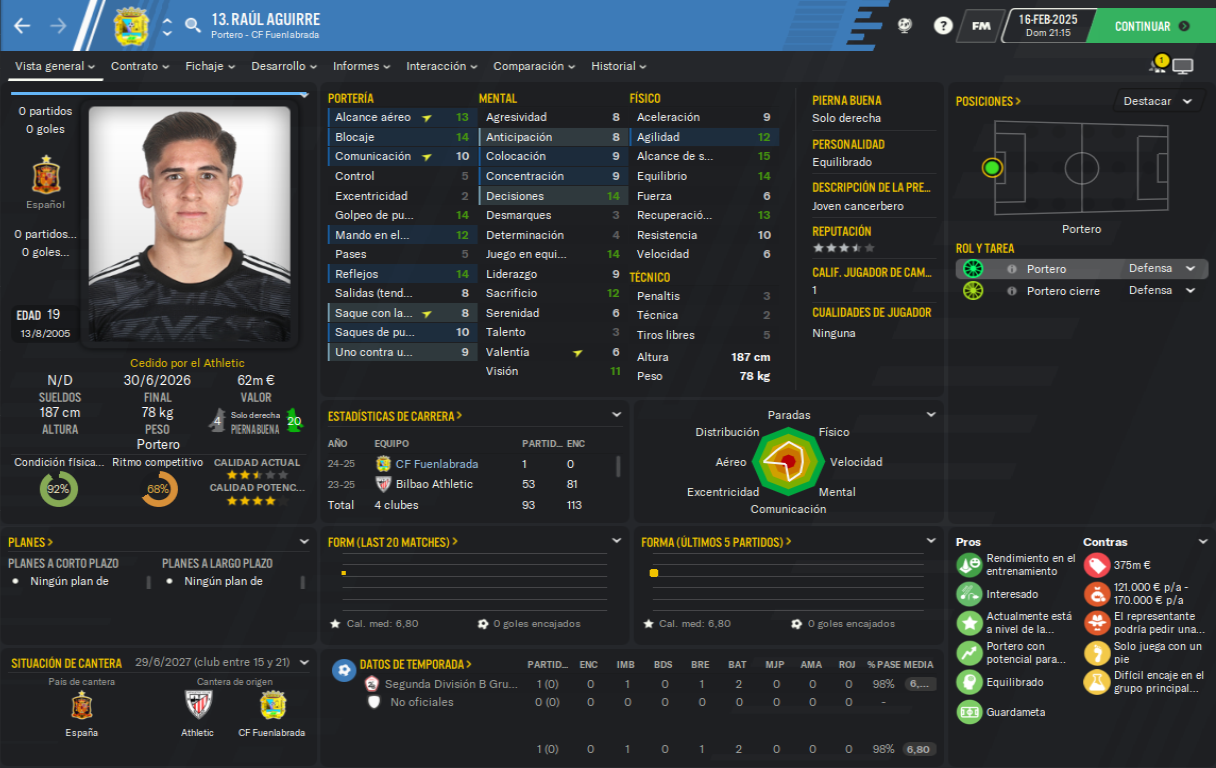 13. RAÚL AGUIRRE
Portero - CF Fuenlabrada
?
FM
16-FEB-2025
Dom 21:15
CONTINUAR
Vista general
Contrato
Fichaje
Desarrollo
Informes
Interacción
Comparación
Historial
1
0 partidos
0 goles
Español
0 partidos...
0 goles...
EDAD 19
13/8/2005
Cedido por el Athletic
N/D 30/6/2026 62m €
SUELDOS FINAL VALOR
187 cm 78 kg
ALTURA PESO
4 Solo derecha 20
PIERNA BUENA
Portero
Condición física... Ritmo competitivo
92% 68%
CALIDAD ACTUAL
CALIDAD POTENC...
PORTERÍA
Alcance aéreo 13
Blocaje 14
Comunicación 10
Control 5
Excentricidad 2
Golpeo de pu... 14
Mando en el... 12
Pases 5
Reflejos 14
Salidas (tend... 8
Saque con la... 8
Saques de pu... 10
Uno contra u... 9
MENTAL
Agresividad 8
Anticipación 8
Colocación 9
Concentración 9
Decisiones 14
Desmarques 3
Determinación 4
Juego en equi... 14
Liderazgo 9
Sacrificio 12
Serenidad 6
Talento 3
Valentía 6
Visión 11
FÍSICO
Aceleración 9
Agilidad 12
Alcance de s... 15
Equilibrio 14
Fuerza 6
Recuperació... 13
Resistencia 10
Velocidad 6
TÉCNICO
Penaltis 3
Técnica 2
Tiros libres 5
Altura 187 cm
Peso 78 kg
PIERNA BUENA
Solo derecha
PERSONALIDAD
Equilibrado
DESCRIPCIÓN DE LA PRE...
Joven cancerbero
REPUTACIÓN
CALIF. JUGADOR DE CAM...
1
CUALIDADES DE JUGADOR
Ninguna
POSICIONES >
Destacar
Portero
ROL Y TAREA
Portero Defensa
Portero cierre Defensa
ESTADÍSTICAS DE CARRERA >
AÑO EQUIPO PARTID... ENC
24-25 CF Fuenlabrada 1 0
23-25 Bilbao Athletic 53 81
Total 4 clubes 93 113
Paradas
Distribución Físico
Aéreo Velocidad
Excentricidad Mental
Comunicación
PLANES >
PLANES A CORTO PLAZO PLANES A LARGO PLAZO
• Ningún plan de • Ningún plan de
FORM (LAST 20 MATCHES) >
Cal. med: 6,80 0 goles encajados
FORMA (ÚLTIMOS 5 PARTIDOS) >
Cal. med: 6,80 0 goles encajados
Pros
Rendimiento en el
entrenamiento
Interesado
Actualmente está
a nivel de la...
Portero con
potencial para...
Equilibrado
Guardameta
Contras
375m €
121.000 € p/a -
170.000 € p/a
El representante
podría pedir una...
Solo juega con un
pie
Difícil encaje en el
grupo principal...
SITUACIÓN DE CANTERA 29/6/2027 (club entre 15 y 21)
País de cantera Cantera de origen
España Athletic CF Fuenlabrada
DATOS DE TEMPORADA > PARTID... ENC IMB BDS BRE BAT MJP AMA ROJ % PASE MEDIA
Segunda División B Gru... 1 (0) 0 1 0 1 2 0 0 0 98% 6,...
No oficiales 0 (0) 0 0 0 0 0 0 0 0 -
1 (0) 0 1 0 1 2 0 0 0 98% 6,80